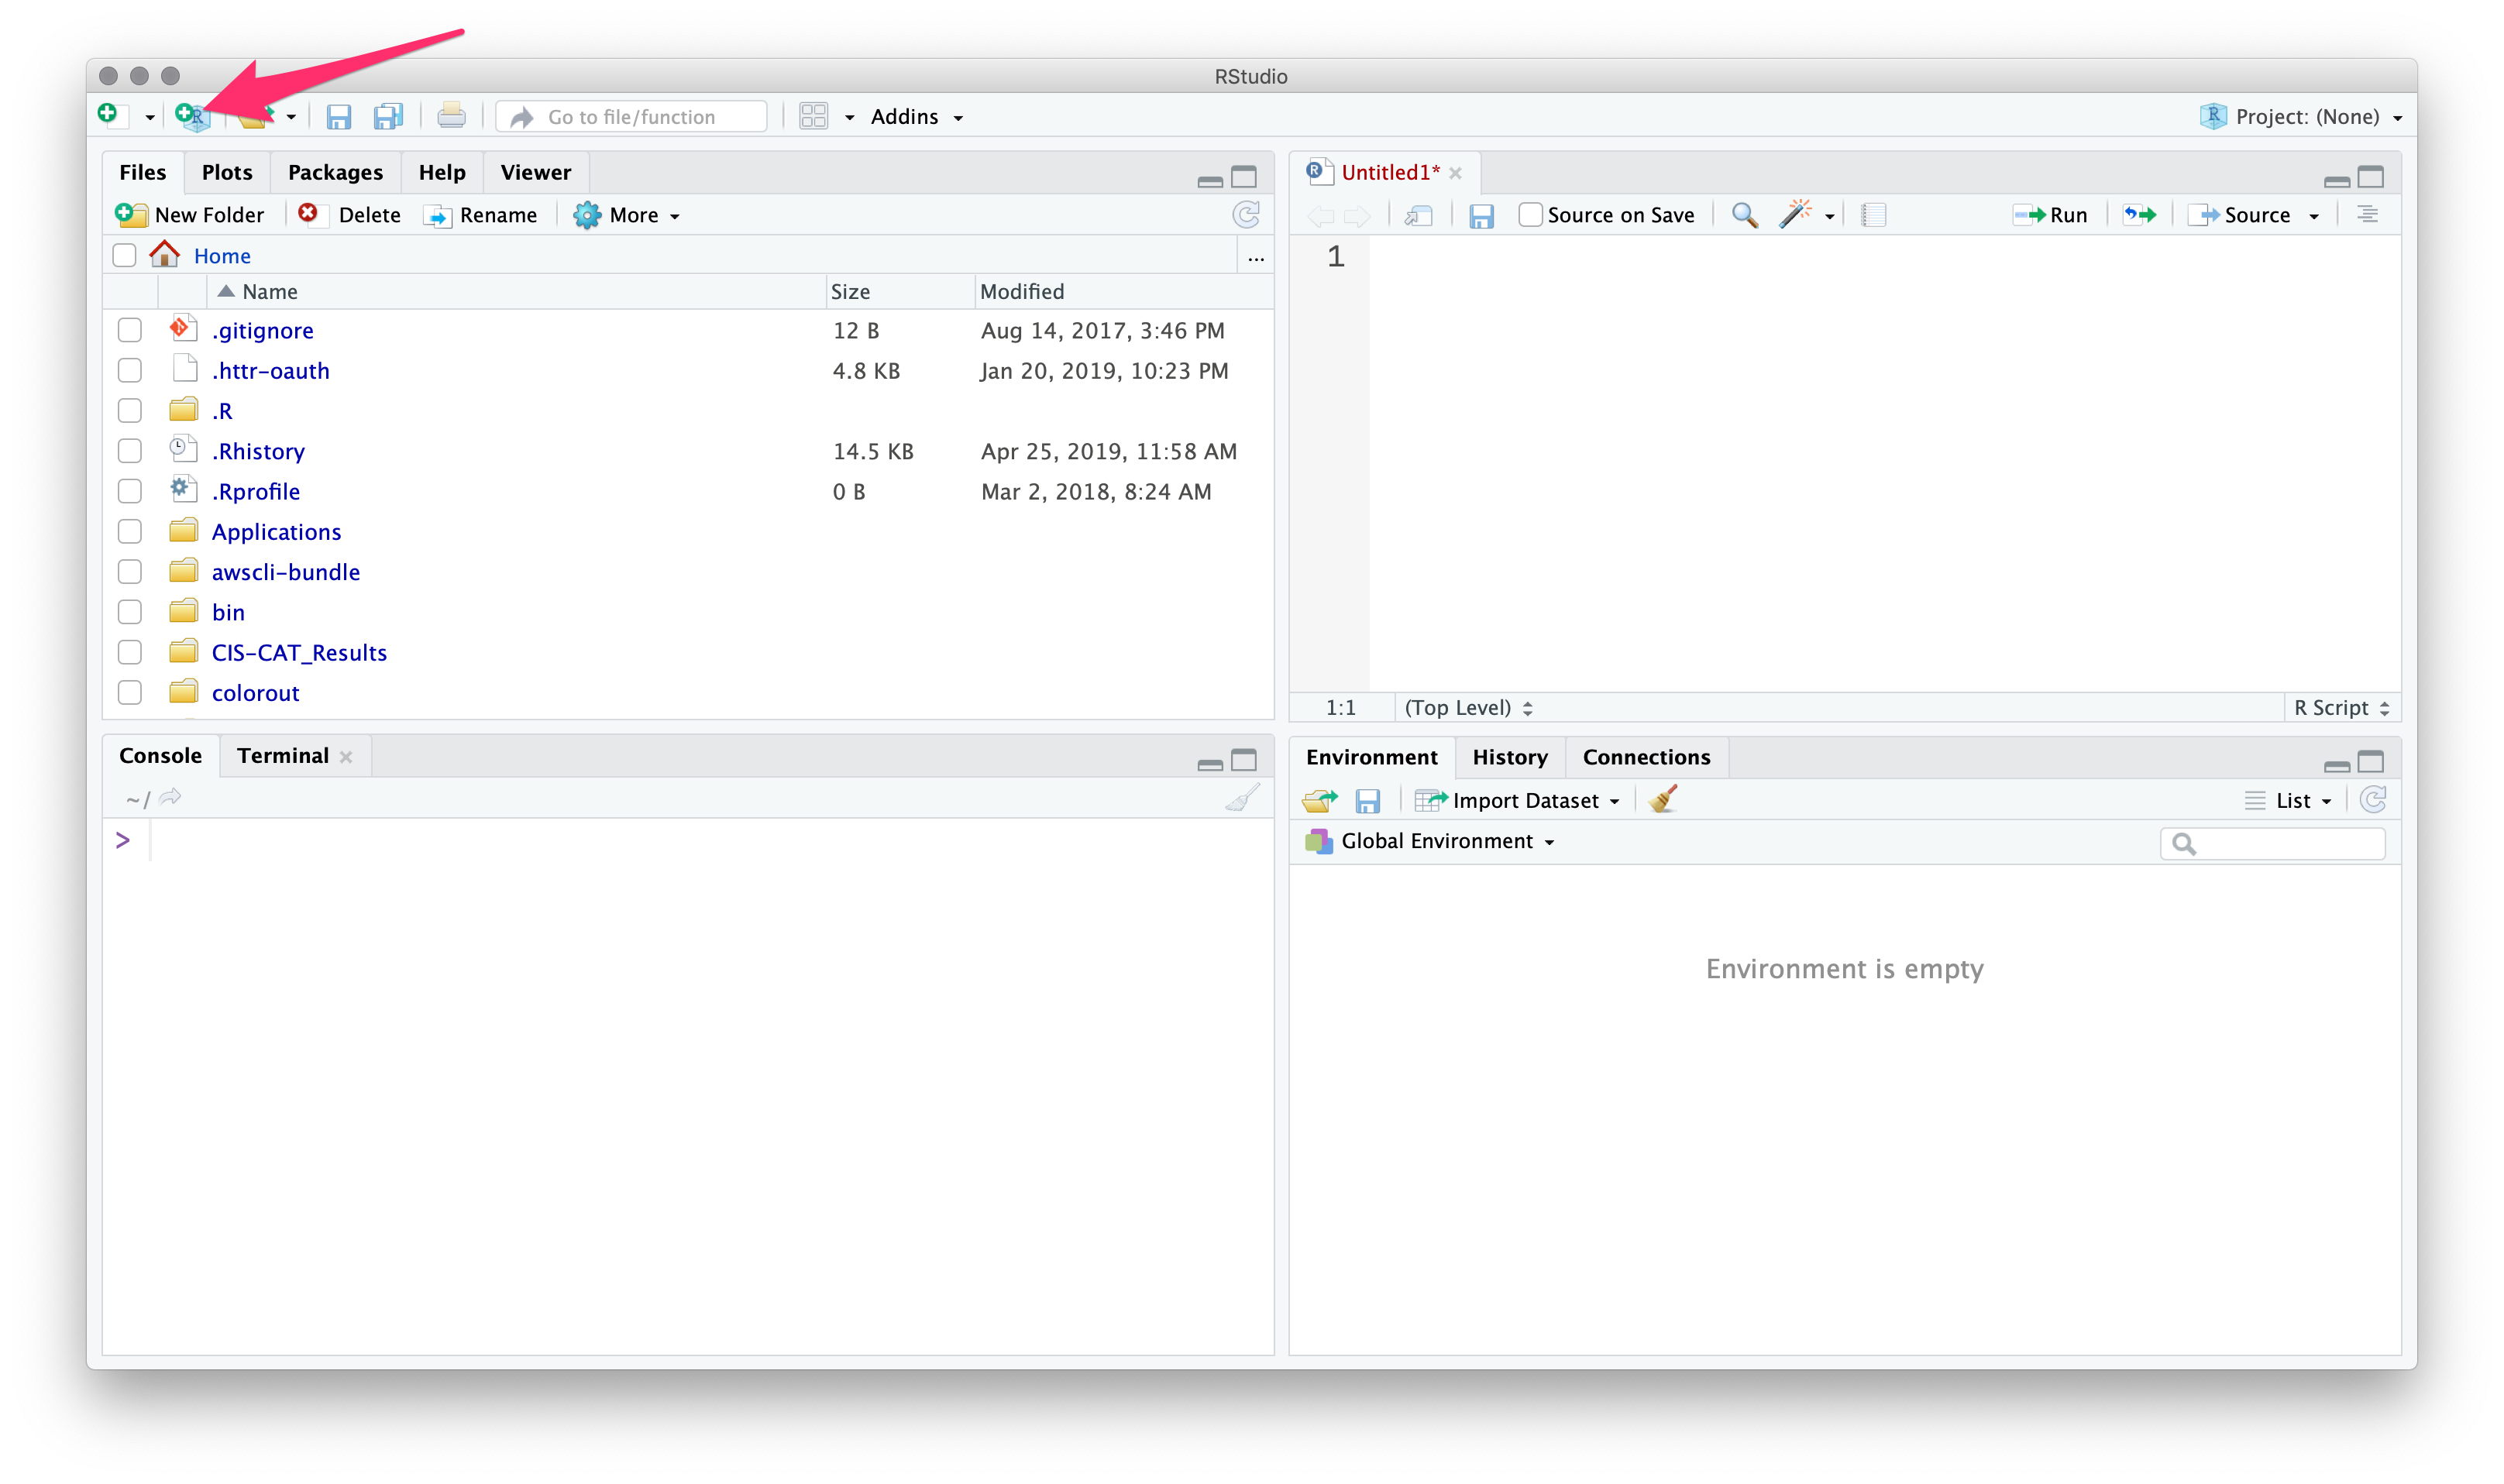 RStudio
Go to file/function Addins Project: (None)
Files Plots Packages Help Viewer
New Folder Delete Rename More
Home ...
Name Size Modified
.gitignore 12 B Aug 14, 2017, 3:46 PM
.httr-oauth 4.8 KB Jan 20, 2019, 10:23 PM
.R
.Rhistory 14.5 KB Apr 25, 2019, 11:58 AM
.Rprofile 0 B Mar 2, 2018, 8:24 AM
Applications
awscli-bundle
bin
CIS-CAT_Results
colorout
Untitled1*
Source on Save Run Source
1
1:1 (Top Level) R Script
Console Terminal
~/
>
Environment History Connections
Import Dataset List
Global Environment
Environment is empty